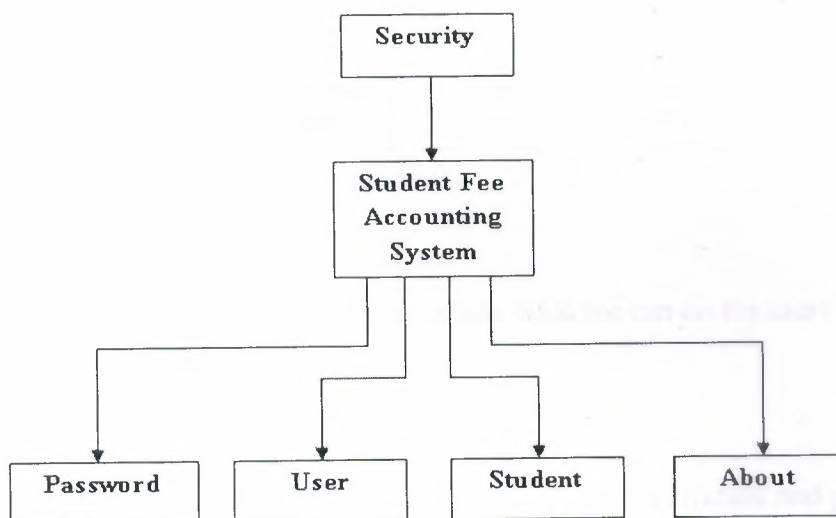 Security
Student Fee
Accounting
System
Password
User
Student
About